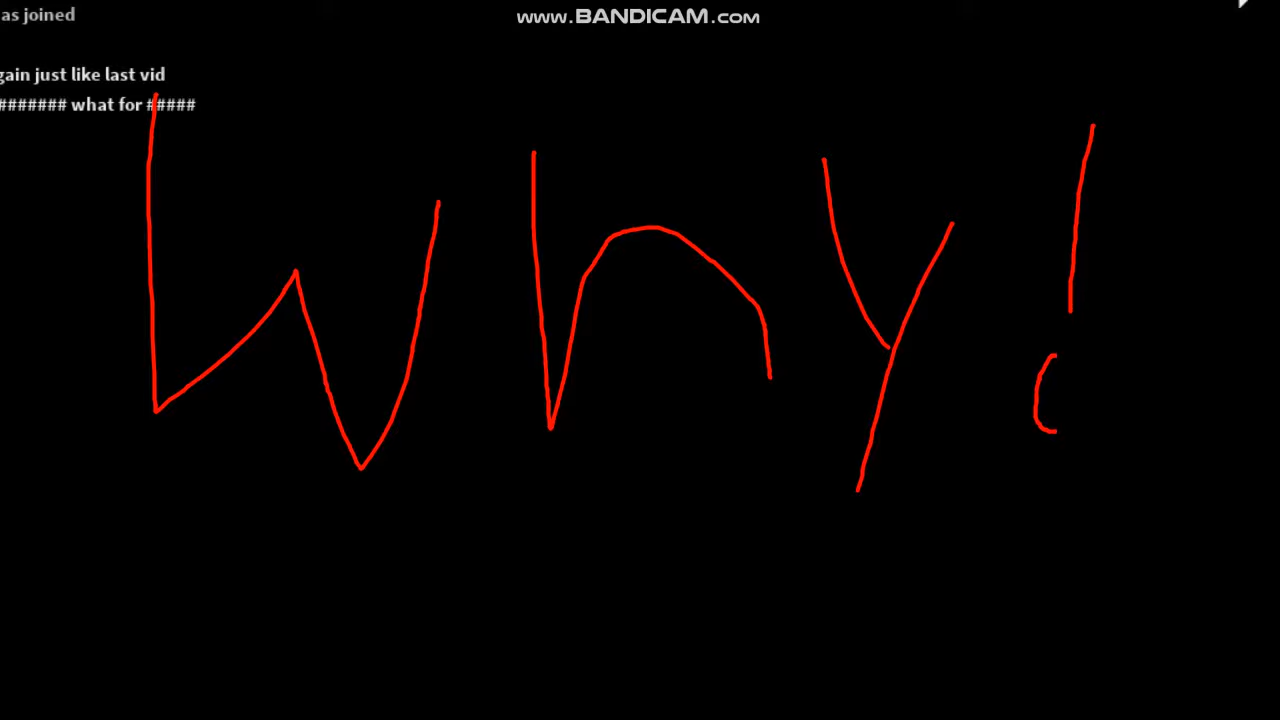 as joined
www.BANDICAM.com
gain just like last vid
####### what for #####
Why!